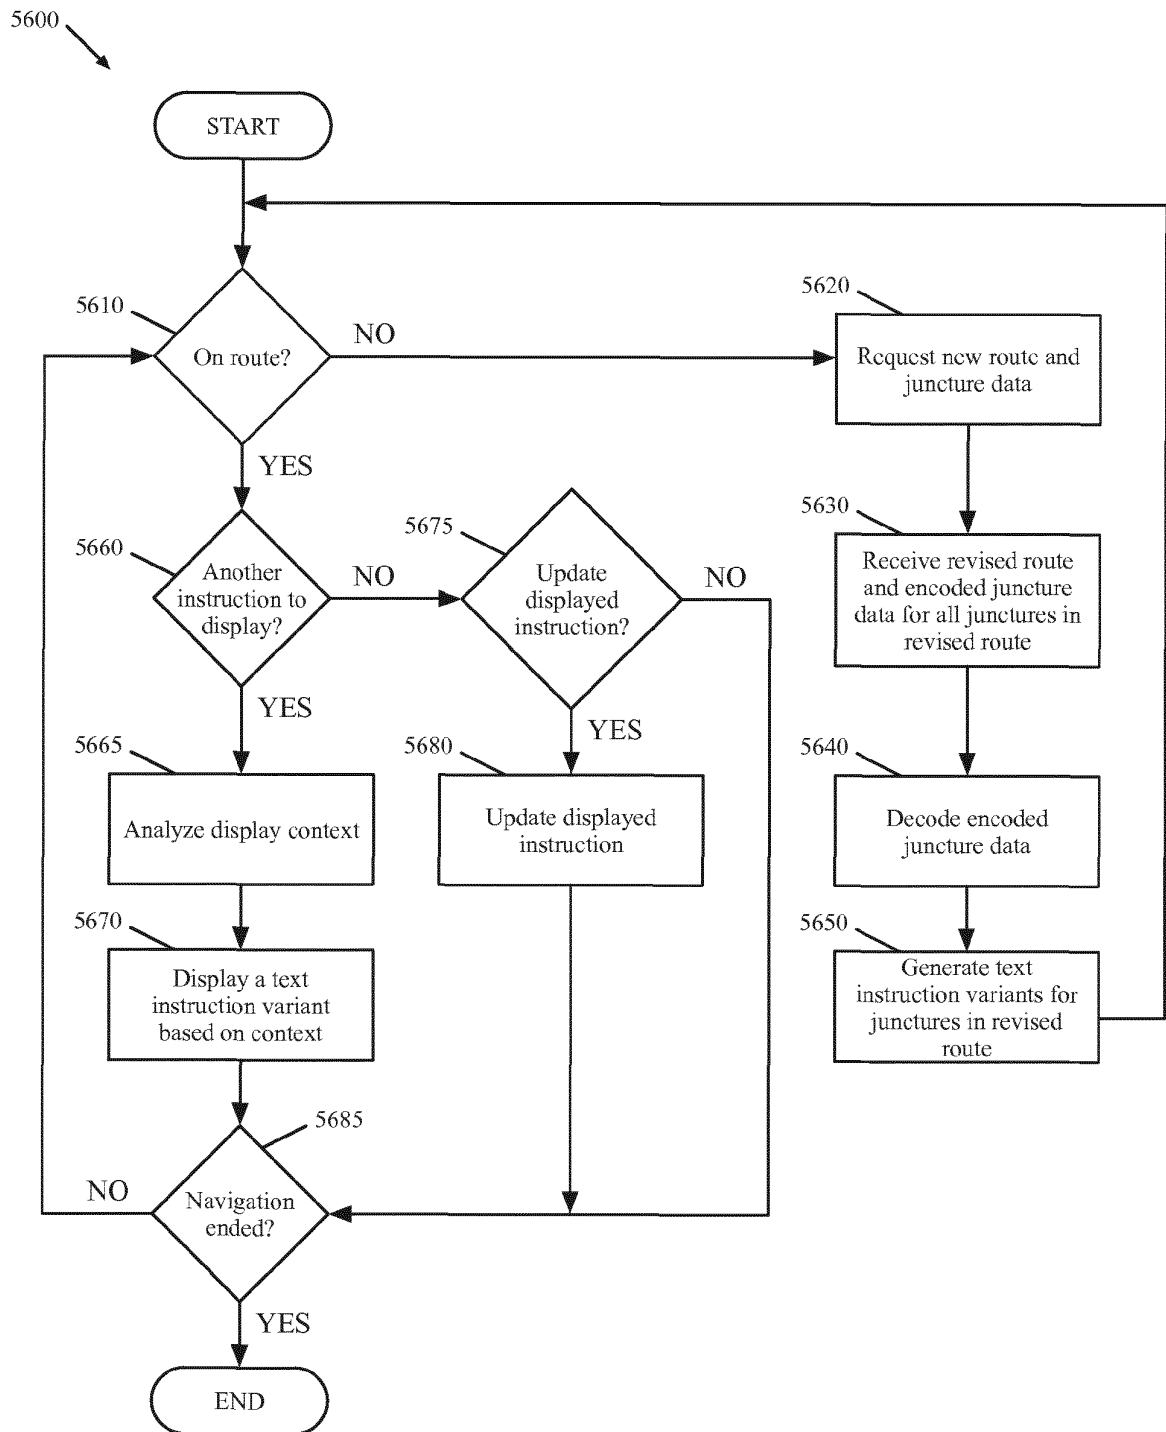 5600
START
5610
On route?
NO
YES
5620
Request new route and
juncture data
5630
Receive revised route
and encoded juncture
data for all junctures in
revised route
5640
Decode encoded
juncture data
5650
Generate text
instruction variants for
junctures in revised
route
5660
Another
instruction to
display?
NO
YES
5675
Update
displayed
instruction?
NO
YES
5665
Analyze display context
5680
Update displayed
instruction
5670
Display a text
instruction variant
based on context
5685
Navigation
ended?
NO
YES
END